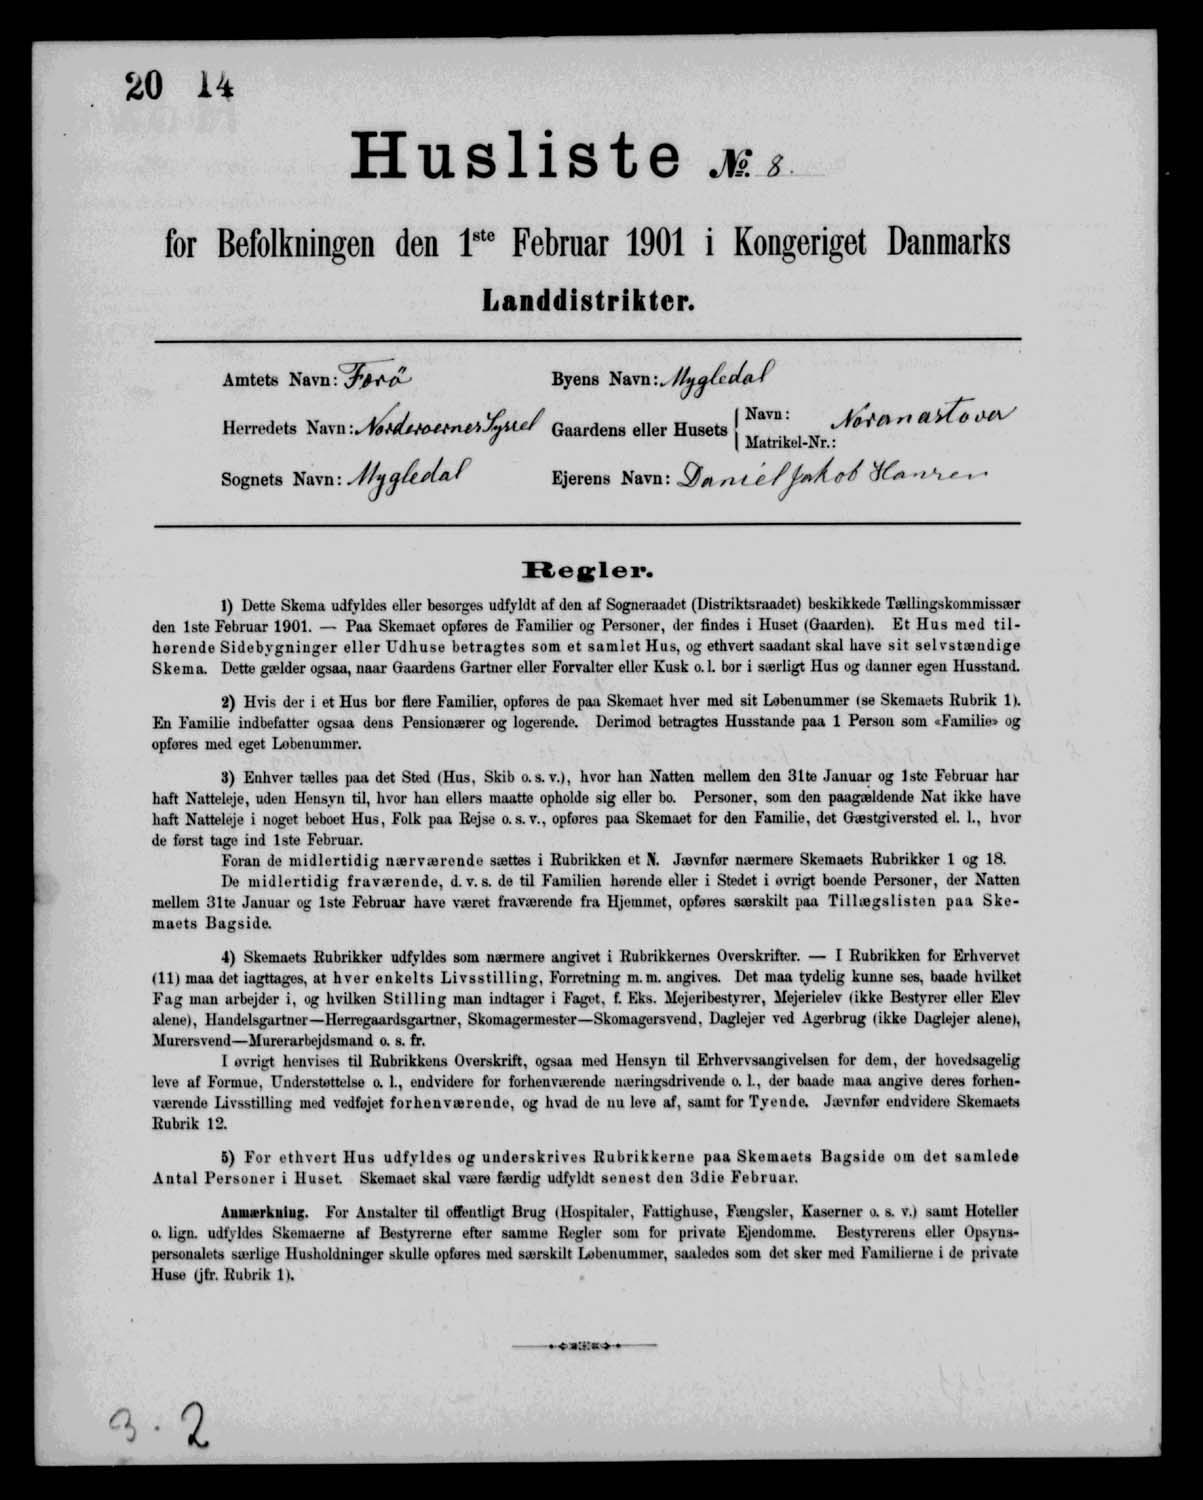 20 14
Husliste № 8.
for Befolkningen den 1ste Februar 1901 i Kongeriget Danmarks
Landdistrikter.
Amtets Navn: Færö
Byens Navn: Mygledal
Herredets Navn: Norderoernes Syssel
Gaardens eller Husets { Navn: Noranastova
Matrikel-Nr.:
Sognets Navn: Mygledal
Ejerens Navn: Daniel Jakob Hansen
Regler.
1) Dette Skema udfyldes eller besørges udfyldt af den af Sogneraadet (Distriktsraadet) beskikkede Tællingskommissær
den 1ste Februar 1901. — Paa Skemaet opføres de Familier og Personer, der findes i Huset (Gaarden). Et Hus med til-
hørende Sidebygninger eller Udhuse betragtes som et samlet Hus, og ethvert saadant skal have sit selvstændige
Skema. Dette gælder ogsaa, naar Gaardens Gartner eller Forvalter eller Kusk o. l. bor i særligt Hus og danner egen Husstand.
2) Hvis der i et Hus bor flere Familier, opføres de paa Skemaet hver med sit Løbenummer (se Skemaets Rubrik 1).
En Familie indbefatter ogsaa dens Pensionærer og logerende. Derimod betragtes Husstande paa 1 Person som «Familie» og
opføres med eget Løbenummer.
3) Enhver tælles paa det Sted (Hus, Skib o. s. v.), hvor han Natten mellem den 31te Januar og 1ste Februar har
haft Natteleje, uden Hensyn til, hvor han ellers maatte opholde sig eller bo. Personer, som den paagældende Nat ikke have
haft Natteleje i noget beboet Hus, Folk paa Rejse o. s. v., opføres paa Skemaet for den Familie, det Gæstgiversted el. l., hvor
de først tage ind 1ste Februar.
Foran de midlertidig nærværende sættes i Rubrikken et N. Jævnfør nærmere Skemaets Rubrikker 1 og 18.
De midlertidig fraværende, d. v. s. de til Familien hørende eller i Stedet i øvrigt boende Personer, der Natten
mellem 31te Januar og 1ste Februar have været fraværende fra Hjemmet, opføres særskilt paa Tillægslisten paa Ske-
maets Bagside.
4) Skemaets Rubrikker udfyldes som nærmere angivet i Rubrikkernes Overskrifter. — I Rubrikken for Erhvervet
(11) maa det iagttages, at hver enkelts Livsstilling, Forretning m. m. angives. Det maa tydelig kunne ses, baade hvilket
Fag man arbejder i, og hvilken Stilling man indtager i Faget, f. Eks. Mejeribestyrer, Mejerielev (ikke Bestyrer eller Elev
alene), Handelsgartner—Herregaardsgartner, Skomagermester—Skomagersvend, Daglejer ved Agerbrug (ikke Daglejer alene),
Murersvend—Murerarbejdsmand o. s. fr.
I øvrigt henvises til Rubrikkens Overskrift, ogsaa med Hensyn til Erhvervsangivelsen for dem, der hovedsagelig
leve af Formue, Understøttelse o. l., endvidere for forhenværende næringsdrivende o. l., der baade maa angive deres forhen-
værende Livsstilling med vedføjet forhenværende, og hvad de nu leve af, samt for Tyende. Jævnfør endvidere Skemaets
Rubrik 12.
5) For ethvert Hus udfyldes og underskrives Rubrikkerne paa Skemaets Bagside om det samlede
Antal Personer i Huset. Skemaet skal være færdig udfyldt senest den 3die Februar.
Anmærkning. For Anstalter til offentligt Brug (Hospitaler, Fattighuse, Fængsler, Kaserner o. s. v.) samt Hoteller
o. lign. udfyldes Skemaerne af Bestyrerne efter samme Regler som for private Ejendomme. Bestyrerens eller Opsyns-
personalets særlige Husholdninger skulle opføres med særskilt Løbenummer, saaledes som det sker med Familierne i de private
Huse (jfr. Rubrik 1).
3. 2